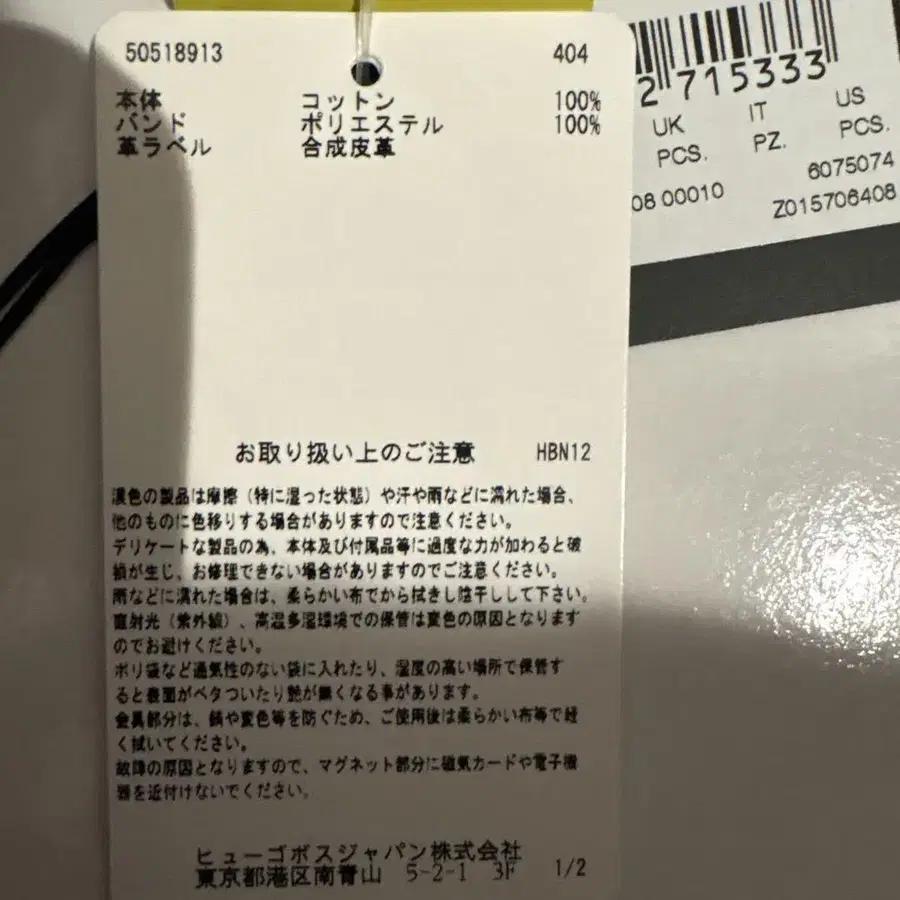 50518913 404
本体 コットン 100%
バンド ポリエステル 100%
革ラベル 合成皮革
お取り扱い上のご注意 HBN12
濃色の製品は摩擦（特に湿った状態）や汗や雨などに濡れた場合、
他のものに色移りする場合がありますので注意ください。
デリケートな製品の為、本体及び付属品等に過度な力が加わると破
損が生じ、お修理できない場合がありますのでご注意ください。
雨などに濡れた場合は、柔らかい布でから拭きし陰干しして下さい。
直射光（紫外線）、高温多湿環境での保管は変色の原因となります
のでお避けください。
ポリ袋など通気性のない袋に入れたり、湿度の高い場所で保管す
ると表面がベタついたり艶が無くなる事があります。
金具部分は、錆や変色等を防ぐため、ご使用後は柔らかい布等で軽
く拭いてください。
故障の原因となりますので、マグネット部分に磁気カードや電子機
器を近付けないでください。
ヒューゴボスジャパン株式会社
東京都港区南青山 5-2-1 3F 1/2
2 715333
UK IT US
PCS. PZ. PCS.
6075074
08 00010 Z015706408